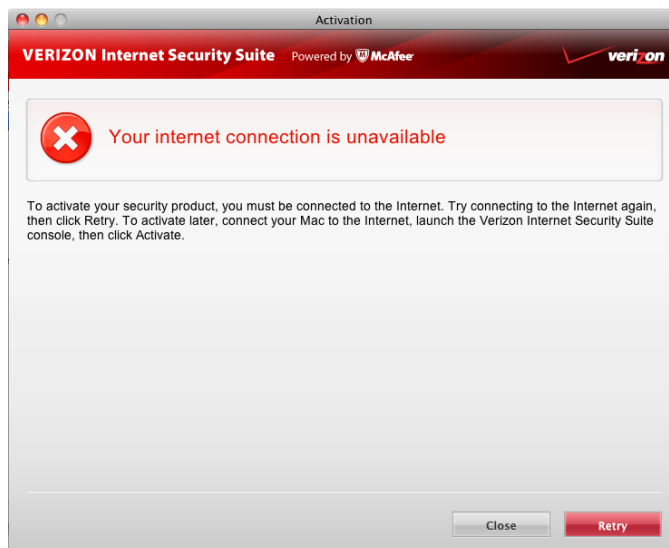 Activation
VERIZON Internet Security Suite Powered by McAfee verizon
Your internet connection is unavailable
To activate your security product, you must be connected to the Internet. Try connecting to the Internet again,
then click Retry. To activate later, connect your Mac to the Internet, launch the Verizon Internet Security Suite
console, then click Activate.
Close Retry